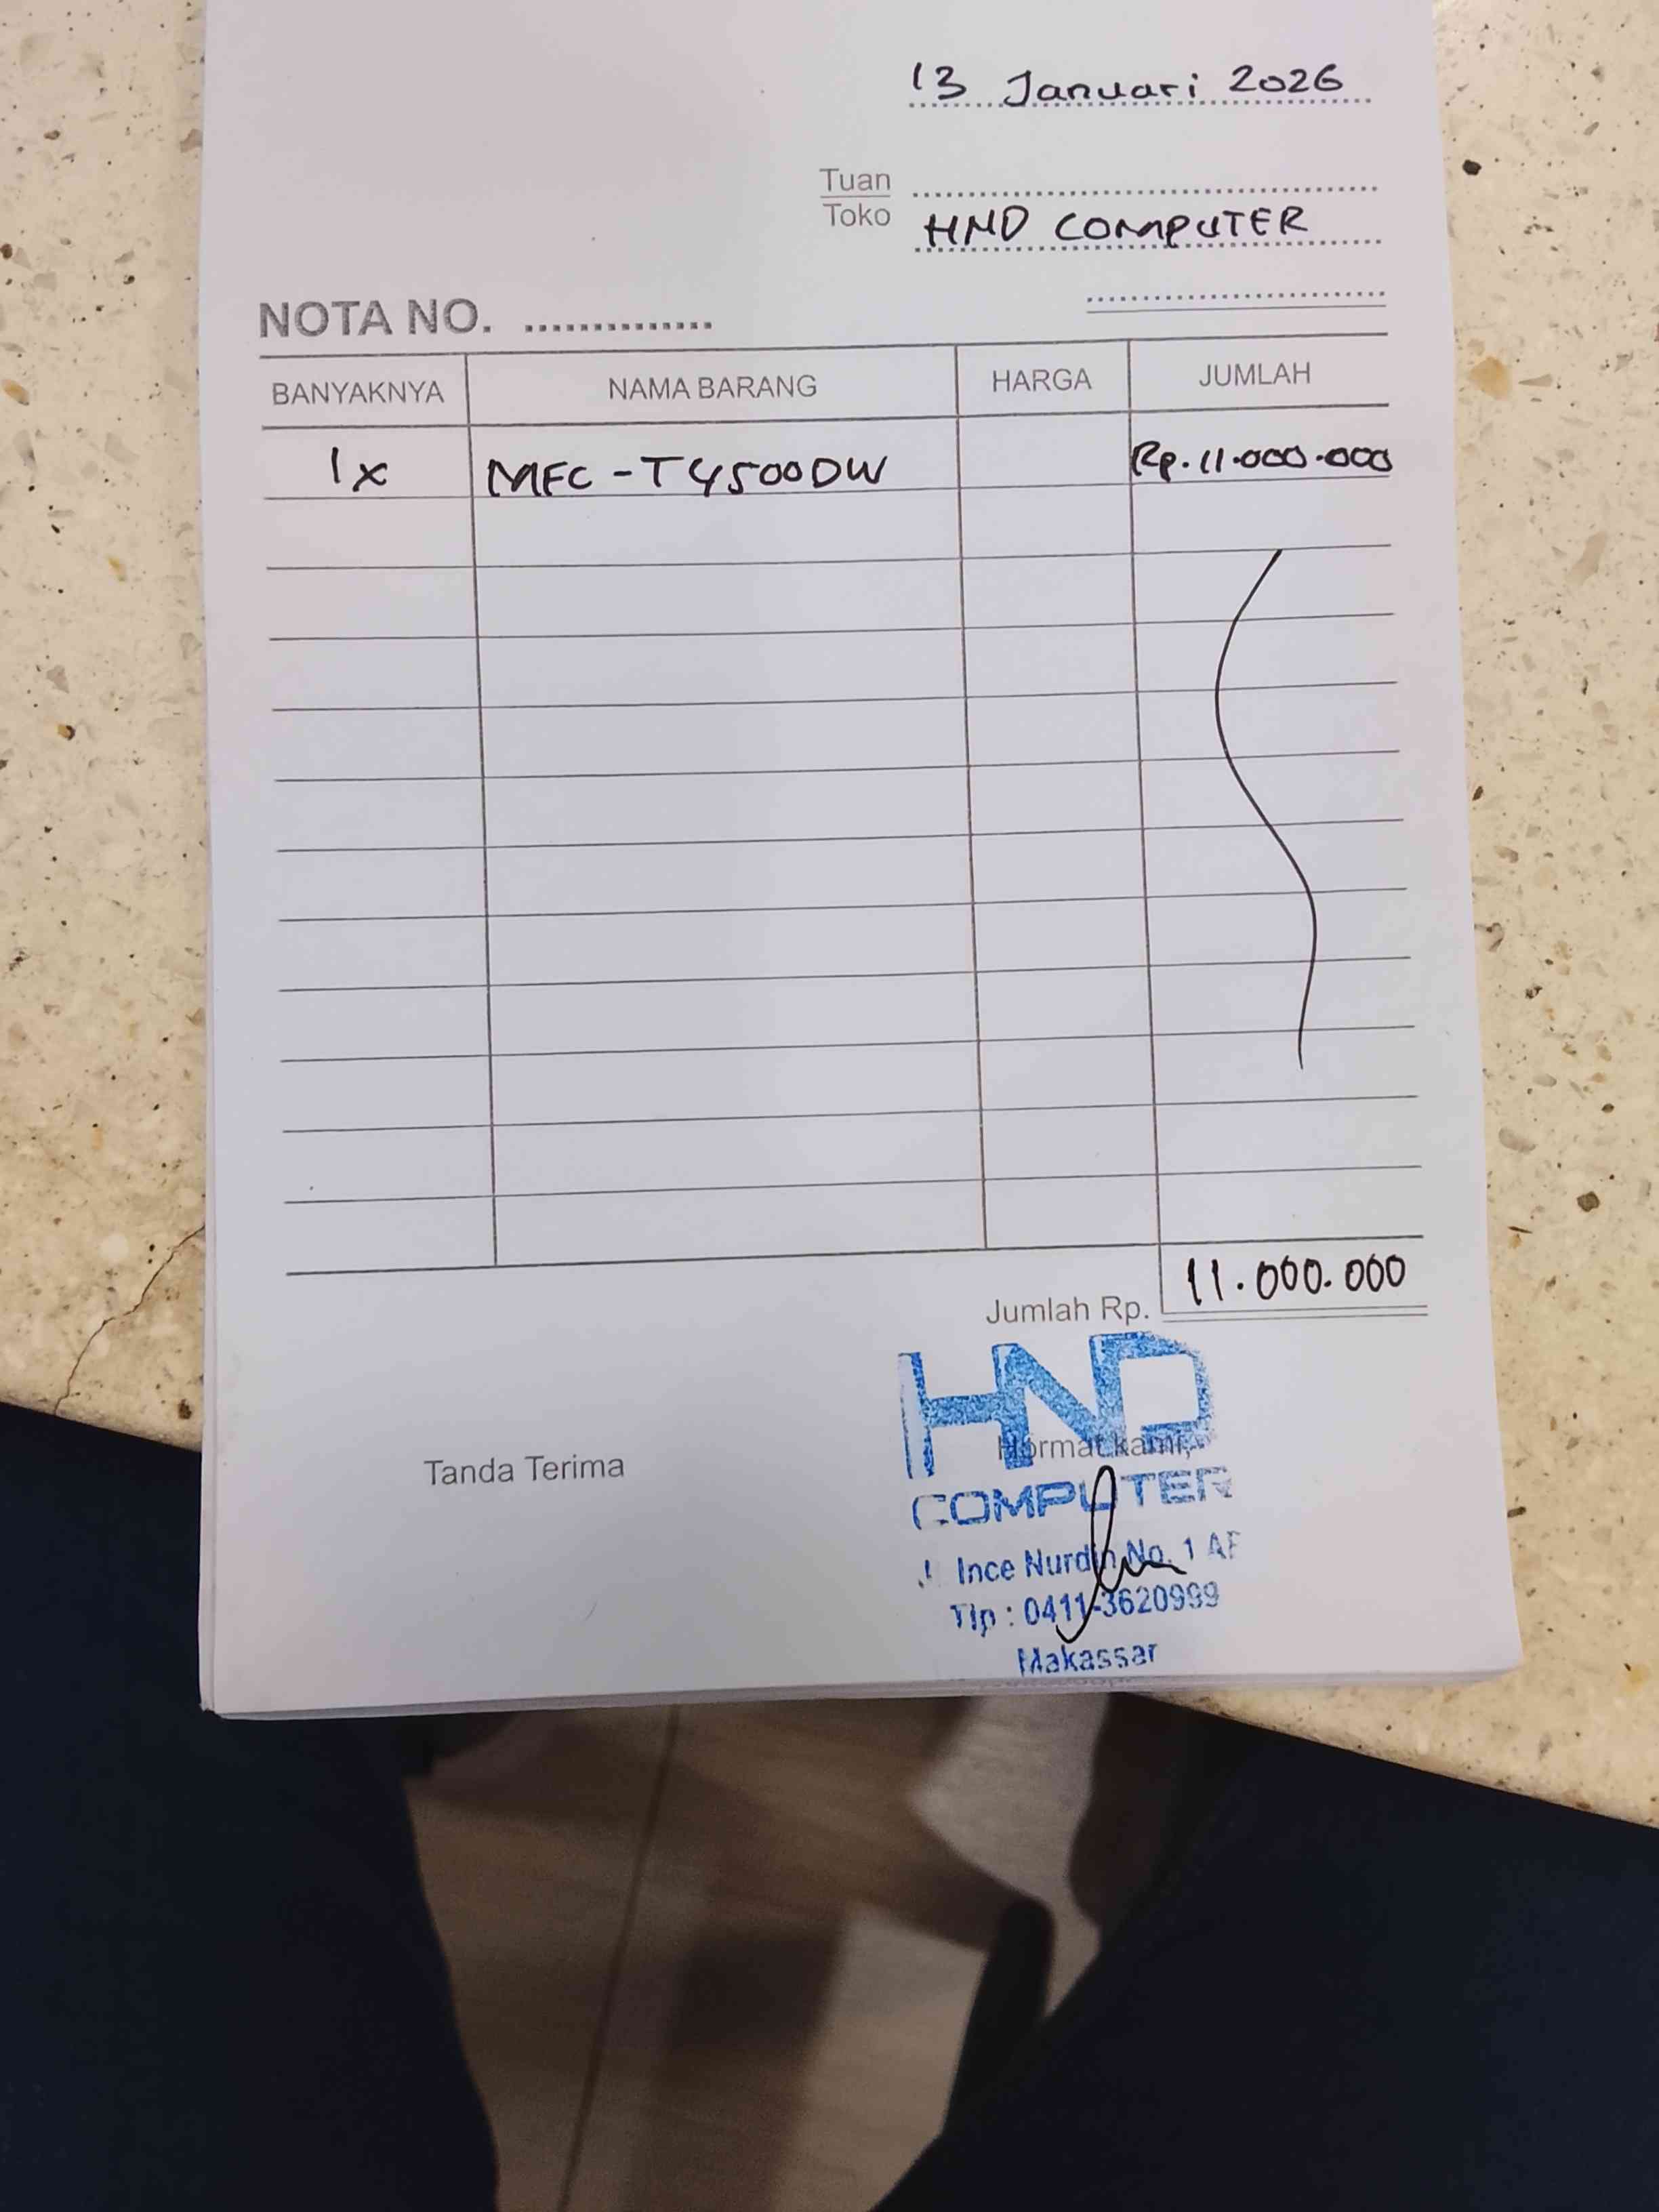 13 Januari 2026
Tuan
Toko HND COMPUTER
NOTA NO. ..............
BANYAKNYA NAMA BARANG HARGA JUMLAH
1x MFC-T4500DW Rp.11.000.000
Jumlah Rp. 11.000.000
Tanda Terima Hormat kami,
HND
COMPUTER
Ince Nurdin No. 1
Tlp : 0411-3620999
Makassar